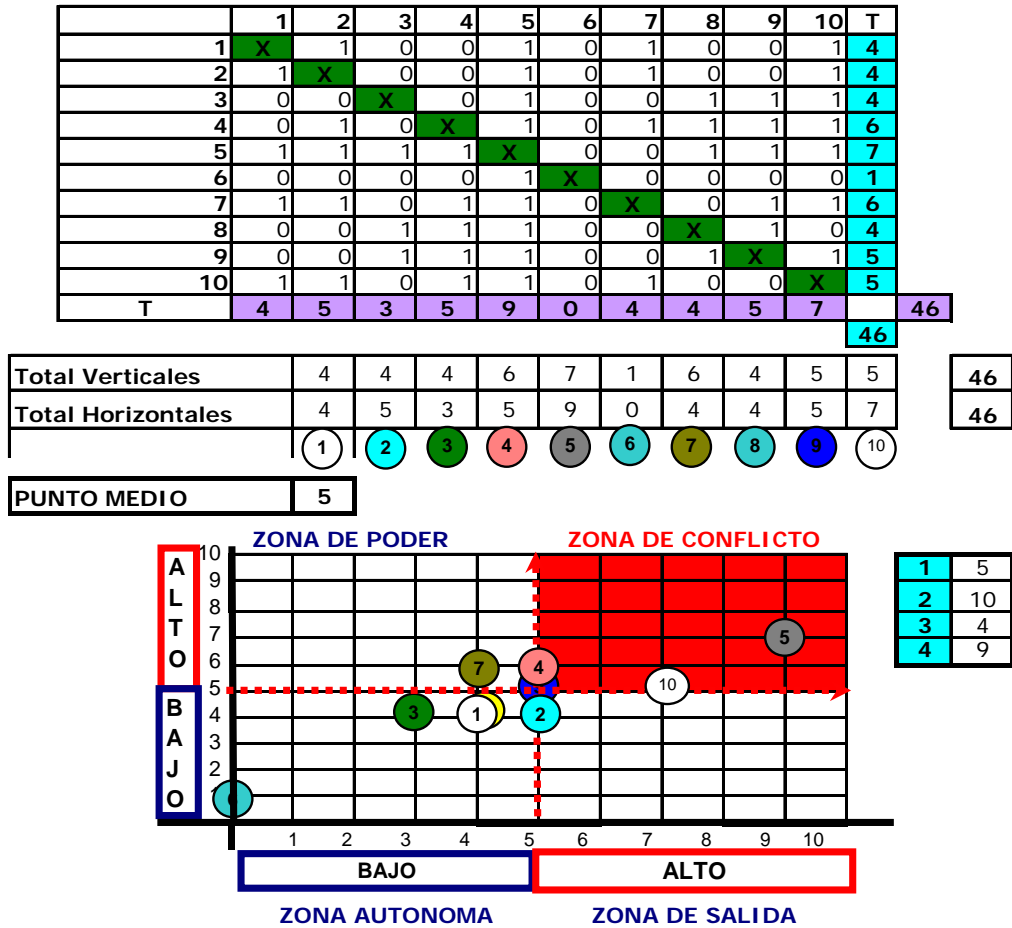 1 2 3 4 5 6 7 8 9 10 T
1 X 1 0 0 1 0 1 0 0 1 4
2 1 X 0 0 1 0 1 0 0 1 4
3 0 0 X 0 1 0 0 1 1 1 4
4 0 1 0 X 1 0 1 1 1 1 6
5 1 1 1 1 X 0 0 1 1 1 7
6 0 0 0 0 1 X 0 0 0 0 1
7 1 1 0 1 1 0 X 0 1 1 6
8 0 0 1 1 1 0 0 X 1 0 4
9 0 0 1 1 1 0 0 1 X 1 5
10 1 1 0 1 1 0 1 0 0 X 5
T 4 5 3 5 9 0 4 4 5 7 46
46
Total Verticales 4 4 4 6 7 1 6 4 5 5 46
Total Horizontales 4 5 3 5 9 0 4 4 5 7 46
1 2 3 4 5 6 7 8 9 10
PUNTO MEDIO 5
ZONA DE PODER ZONA DE CONFLICTO
ALTO
BAJO
10
9
8
7
6
5
4
3
2
1
5
7 4
10
3 1 2
1 2 3 4 5 6 7 8 9 10
BAJO ALTO
ZONA AUTONOMA ZONA DE SALIDA
1 5
2 10
3 4
4 9